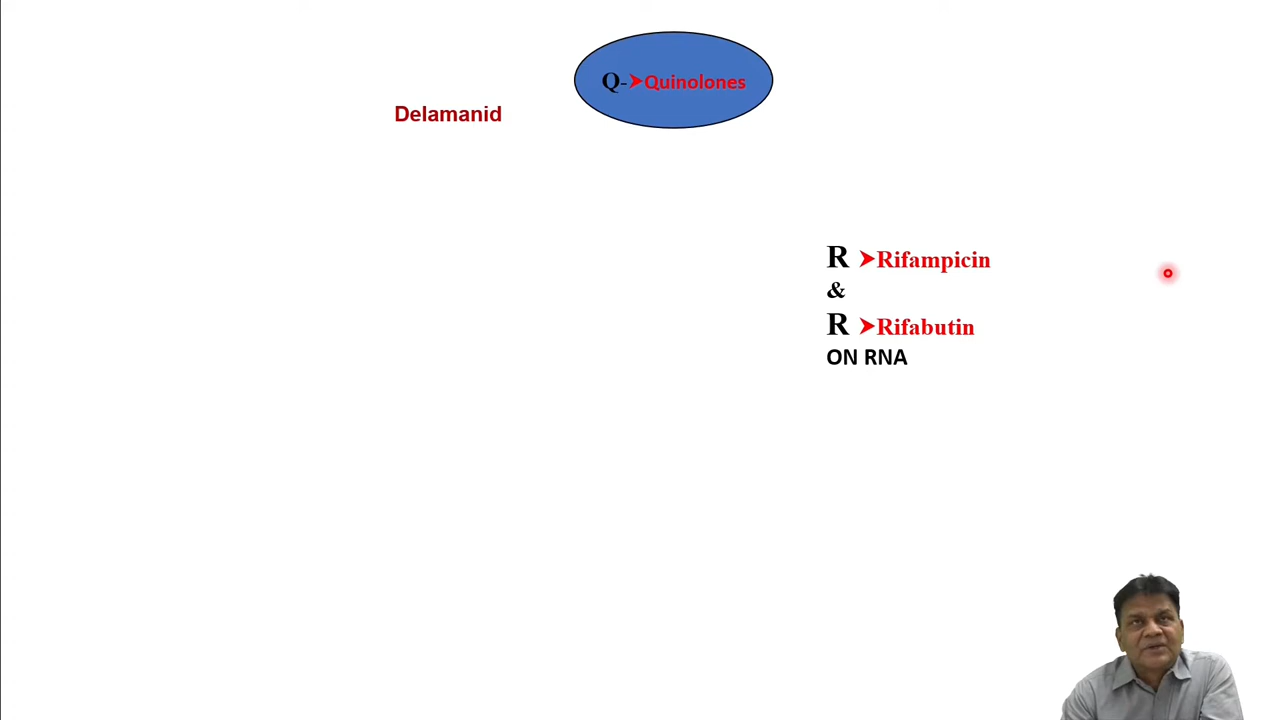 Q-➤Quinolones
Delamanid
R ➤Rifampicin
&
R ➤Rifabutin
ON RNA